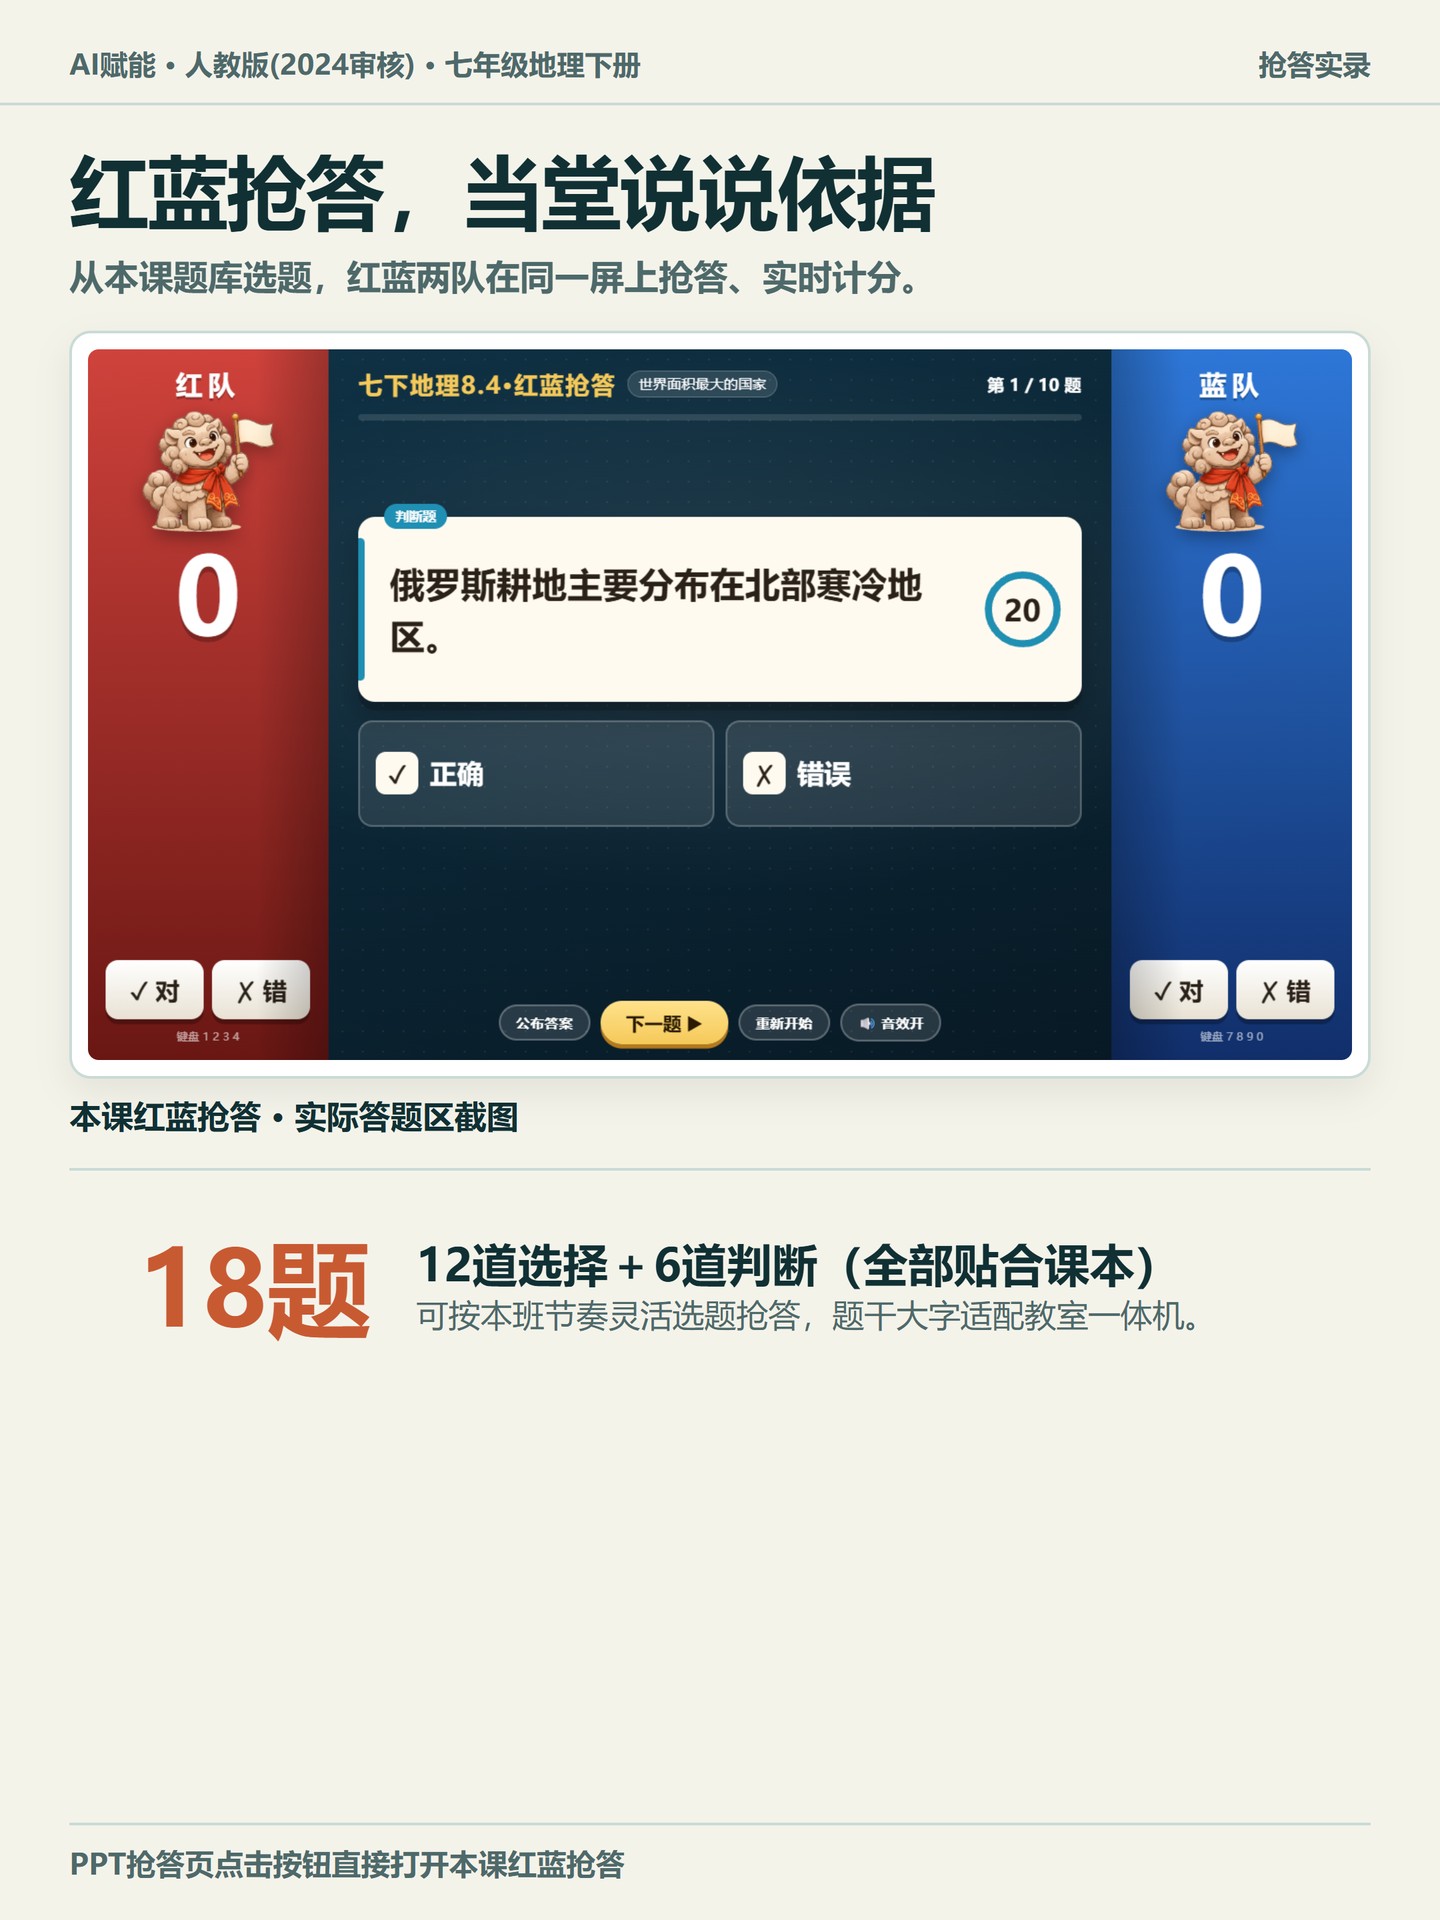 AI赋能 • 人教版(2024审核) • 七年级地理下册
抢答实录
红蓝抢答，当堂说说依据
从本课题库选题，红蓝两队在同一屏上抢答、实时计分。
红队
0
✓ 对
✗ 错
键盘 1 2 3 4
七下地理8.4·红蓝抢答
世界面积最大的国家
第 1 / 10 题
判断题
俄罗斯耕地主要分布在北部寒冷地
区。
20
✓ 正确
✗ 错误
公布答案
下一题 ▶
重新开始
🔊 音效开
蓝队
0
✓ 对
✗ 错
键盘 7 8 9 0
本课红蓝抢答 • 实际答题区截图
18题
12道选择＋6道判断（全部贴合课本）
可按本班节奏灵活选题抢答，题干大字适配教室一体机。
PPT抢答页点击按钮直接打开本课红蓝抢答